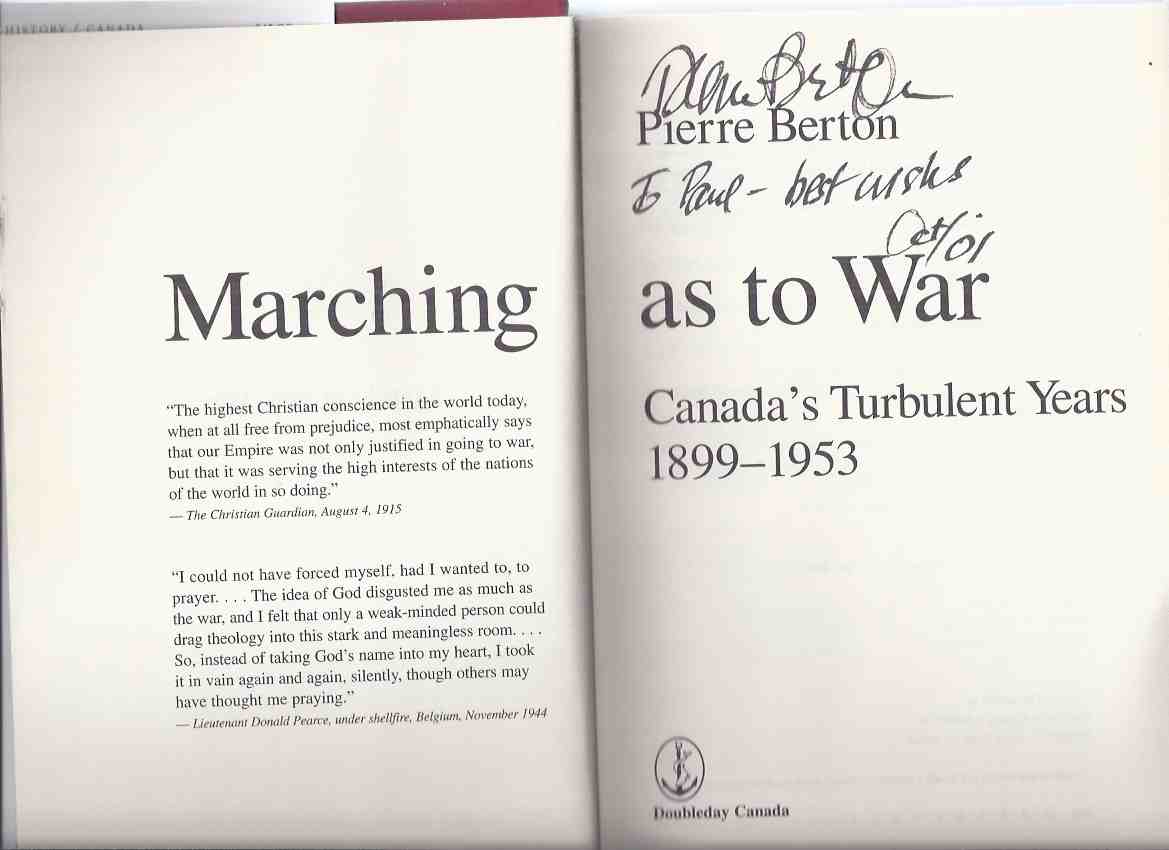 HISTORY / CANADA
Marching
“The highest Christian conscience in the world today,
when at all free from prejudice, most emphatically says
that our Empire was not only justified in going to war,
but that it was serving the high interests of the nations
of the world in so doing.”
— The Christian Guardian, August 4, 1915
“I could not have forced myself, had I wanted to, to
prayer. . . . The idea of God disgusted me as much as
the war, and I felt that only a weak-minded person could
drag theology into this stark and meaningless room. . . .
So, instead of taking God’s name into my heart, I took
it in vain again and again, silently, though others may
have thought me praying.”
— Lieutenant Donald Pearce, under shellfire, Belgium, November 1944
Pierre Berton
Pierre Berton
To Paul – best wishes
Oct/01
as to War
Canada’s Turbulent Years
1899–1953
Doubleday Canada